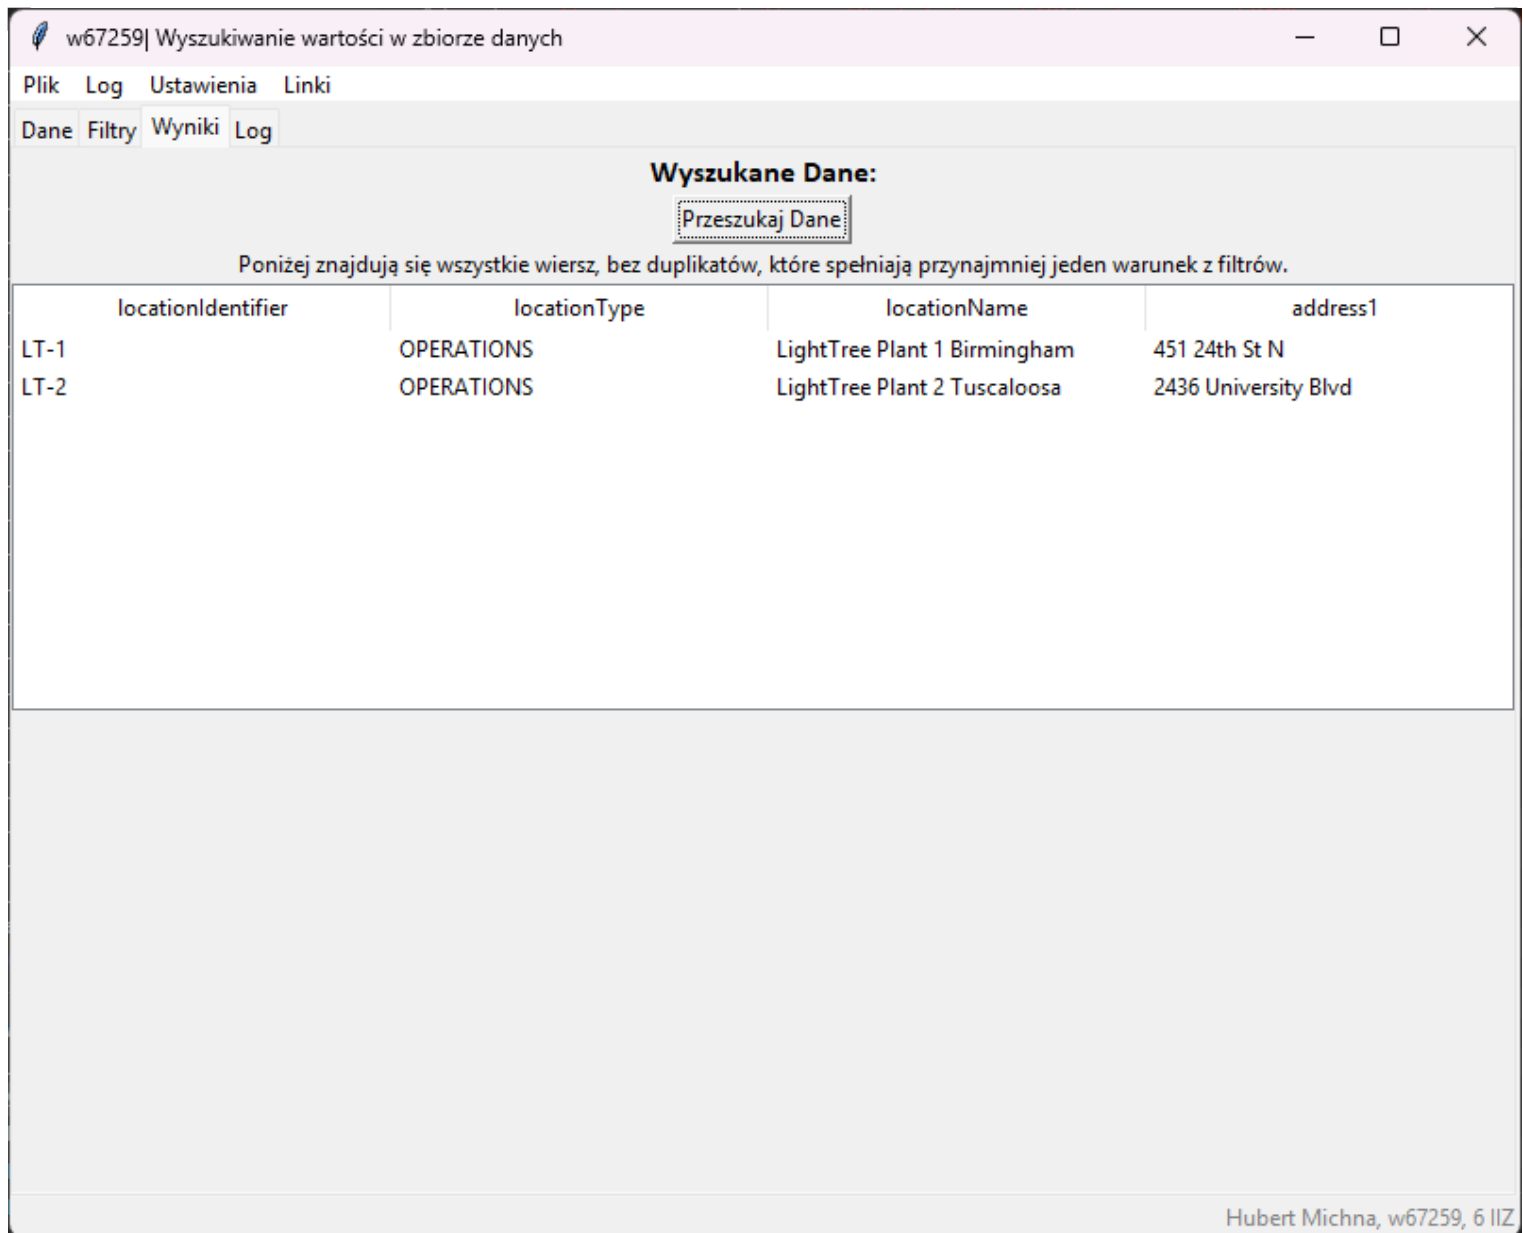 w67259| Wyszukiwanie wartości w zbiorze danych
Plik Log Ustawienia Linki
Dane Filtry Wyniki Log
Wyszukane Dane:
Przeszukaj Dane
Poniżej znajdują się wszystkie wiersz, bez duplikatów, które spełniają przynajmniej jeden warunek z filtrów.
locationIdentifier locationType locationName address1
LT-1 OPERATIONS LightTree Plant 1 Birmingham 451 24th St N
LT-2 OPERATIONS LightTree Plant 2 Tuscaloosa 2436 University Blvd
Hubert Michna, w67259, 6 IIZ